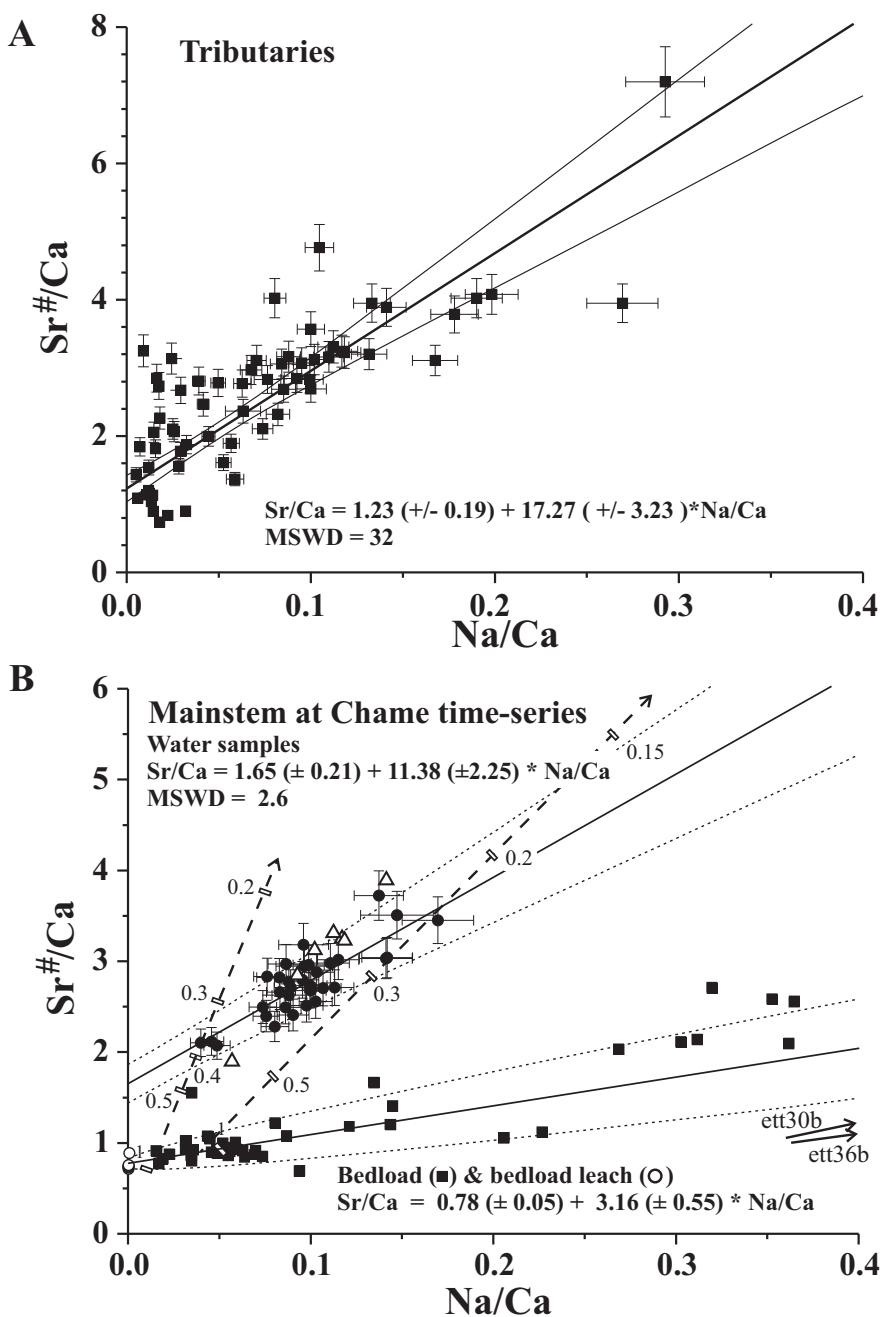 A
Tributaries
8
6
4
2
0
Sr#/Ca
Sr/Ca = 1.23 (+/- 0.19) + 17.27 ( +/- 3.23 )*Na/Ca
MSWD = 32
0.0 0.1 0.2 0.3 0.4
Na/Ca
B
Mainstem at Chame time-series
Water samples
Sr/Ca = 1.65 (± 0.21) + 11.38 (±2.25) * Na/Ca
MSWD = 2.6
6
5
4
3
2
1
0
Sr#/Ca
0.15
0.2
0.2
0.3
0.3
0.4
0.5
0.5
1
1
ett30b
ett36b
Bedload (■) & bedload leach (○)
Sr/Ca = 0.78 (± 0.05) + 3.16 (± 0.55) * Na/Ca
0.0 0.1 0.2 0.3 0.4
Na/Ca